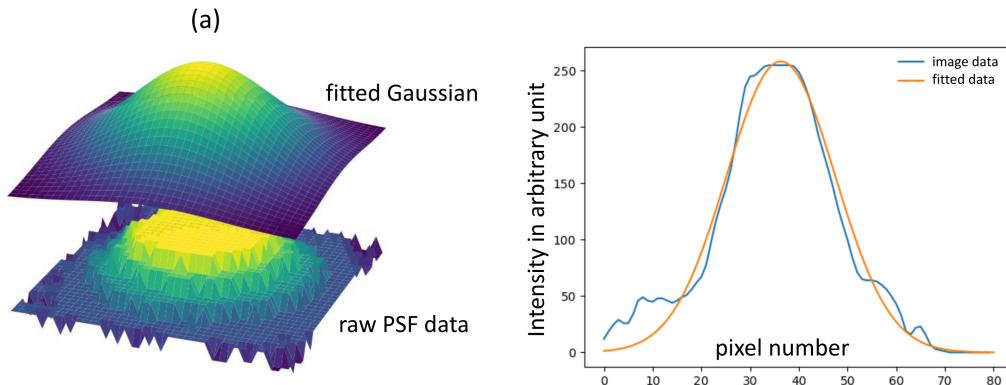 (a)
fitted Gaussian
raw PSF data
Intensity in arbitrary unit
250
200
150
100
50
0
image data
fitted data
pixel number
0 10 20 30 40 50 60 70 80